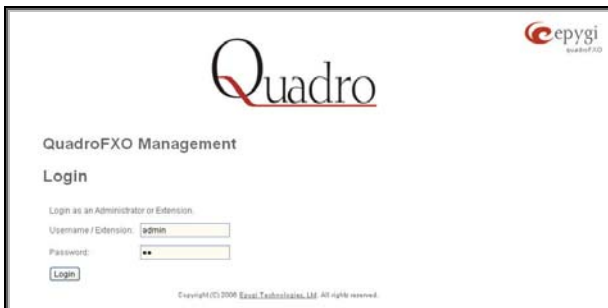 epygi
quadroFXO
Quadro
QuadroFXO Management
Login
Login as an Administrator or Extension.
Username / Extension: admin
Password: ••
Login
Copyright (C) 2006 Epygi Technologies, Ltd. All rights reserved.